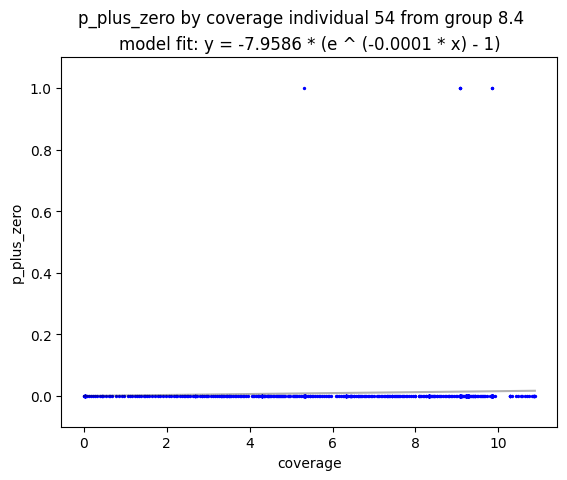 p_plus_zero by coverage individual 54 from group 8.4
model fit: y = -7.9586 * (e ^ (-0.0001 * x) - 1)
1.0
0.8
0.6
0.4
0.2
0.0
p_plus_zero
0 2 4 6 8 10
coverage